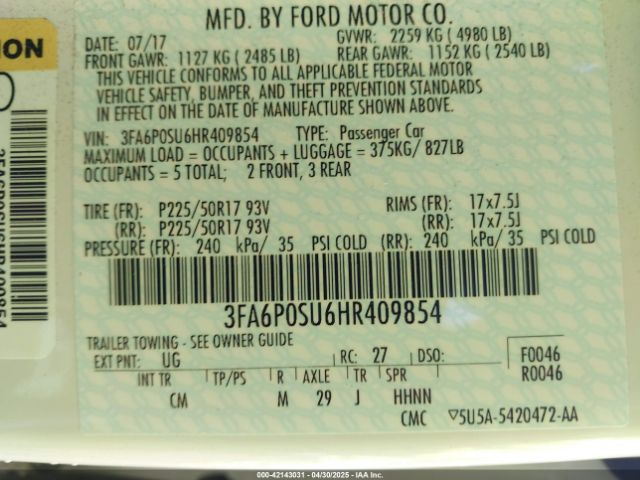 MFD. BY FORD MOTOR CO.
DATE: 07/17 GVWR: 2259 KG ( 4980 LB)
FRONT GAWR: 1127 KG ( 2485 LB) REAR GAWR: 1152 KG ( 2540 LB)
THIS VEHICLE CONFORMS TO ALL APPLICABLE FEDERAL MOTOR
VEHICLE SAFETY, BUMPER, AND THEFT PREVENTION STANDARDS
IN EFFECT ON THE DATE OF MANUFACTURE SHOWN ABOVE.
VIN: 3FA6P0SU6HR409854 TYPE: Passenger Car
MAXIMUM LOAD = OCCUPANTS + LUGGAGE = 375KG/ 827LB
OCCUPANTS = 5 TOTAL; 2 FRONT, 3 REAR
TIRE (FR): P225/50R17 93V RIMS (FR): 17x7.5J
(RR): P225/50R17 93V (RR): 17x7.5J
PRESSURE (FR): 240 kPa/ 35 PSI COLD (RR): 240 kPa/ 35 PSI COLD
3FA6P0SU6HR409854
TRAILER TOWING - SEE OWNER GUIDE
EXT PNT: UG RC: 27 DSO: F0046
R0046
INT TR TP/PS R AXLE TR SPR
CM M 29 J HHNN
CMC ▽5U5A-5420472-AA
3FA6P0SU6HR409854
000-42143031 - 04/30/2025 - IAA Inc.